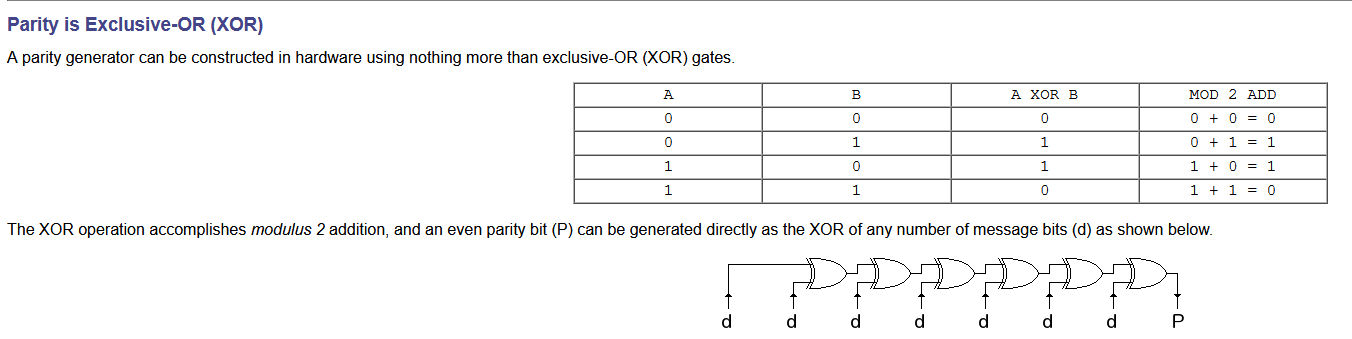 Parity is Exclusive-OR (XOR)
A parity generator can be constructed in hardware using nothing more than exclusive-OR (XOR) gates.
A B A XOR B MOD 2 ADD
0 0 0 0 + 0 = 0
0 1 1 0 + 1 = 1
1 0 1 1 + 0 = 1
1 1 0 1 + 1 = 0
The XOR operation accomplishes modulus 2 addition, and an even parity bit (P) can be generated directly as the XOR of any number of message bits (d) as shown below.
d d d d d d d P